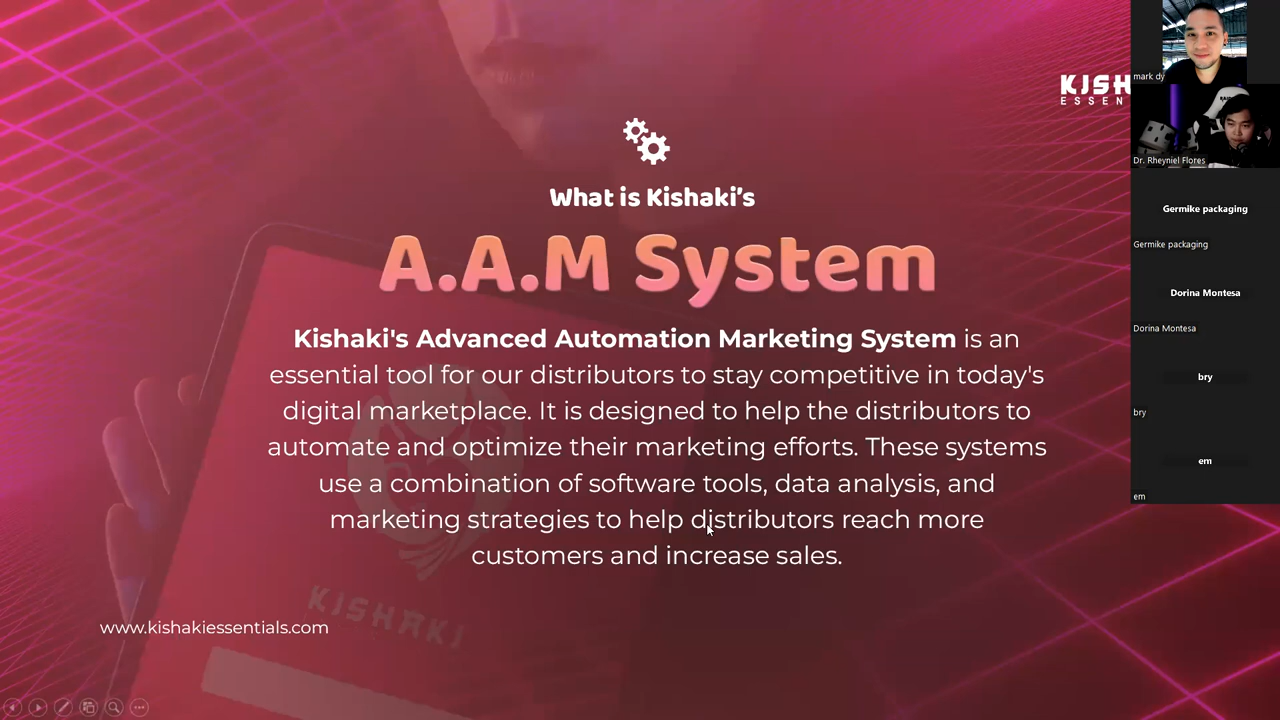 What is Kishaki's
A.A.M System
Kishaki's Advanced Automation Marketing System is an
essential tool for our distributors to stay competitive in today's
digital marketplace. It is designed to help the distributors to
automate and optimize their marketing efforts. These systems
use a combination of software tools, data analysis, and
marketing strategies to help distributors reach more
customers and increase sales.
KISHAKI
www.kishakiessentials.com
KISH
ESSEN
mark dy
Dr. Rheyniel Flores
Germike packaging
Germike packaging
Dorina Montesa
Dorina Montesa
bry
bry
em
em